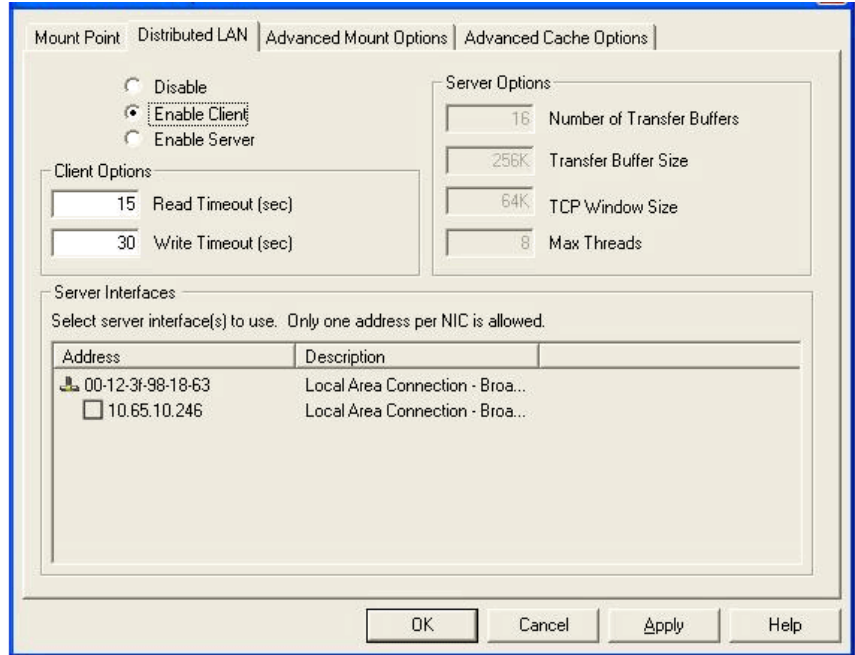 Mount Point Distributed LAN Advanced Mount Options Advanced Cache Options
Disable
Enable Client
Enable Server
Client Options
15 Read Timeout (sec)
30 Write Timeout (sec)
Server Options
16 Number of Transfer Buffers
256K Transfer Buffer Size
64K TCP Window Size
8 Max Threads
Server Interfaces
Select server interface(s) to use. Only one address per NIC is allowed.
Address Description
00-12-3f-98-18-63 Local Area Connection - Broa...
10.65.10.246 Local Area Connection - Broa...
OK Cancel Apply Help